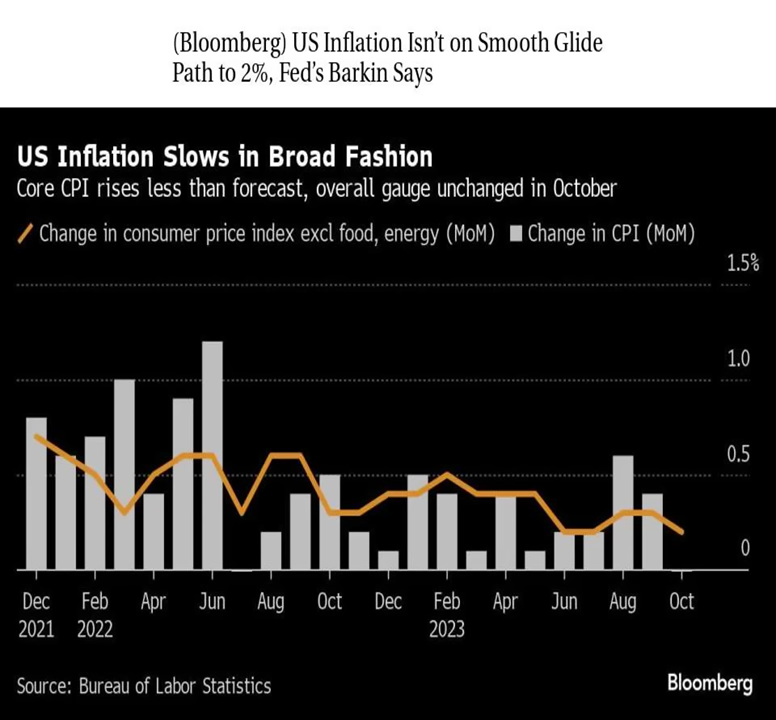 (Bloomberg) US Inflation Isn’t on Smooth Glide
Path to 2%, Fed’s Barkin Says
US Inflation Slows in Broad Fashion
Core CPI rises less than forecast, overall gauge unchanged in October
Change in consumer price index excl food, energy (MoM) Change in CPI (MoM)
1.5%
1.0
0.5
0
Dec Feb Apr Jun Aug Oct Dec Feb Apr Jun Aug Oct
2021 2022 2023
Source: Bureau of Labor Statistics Bloomberg